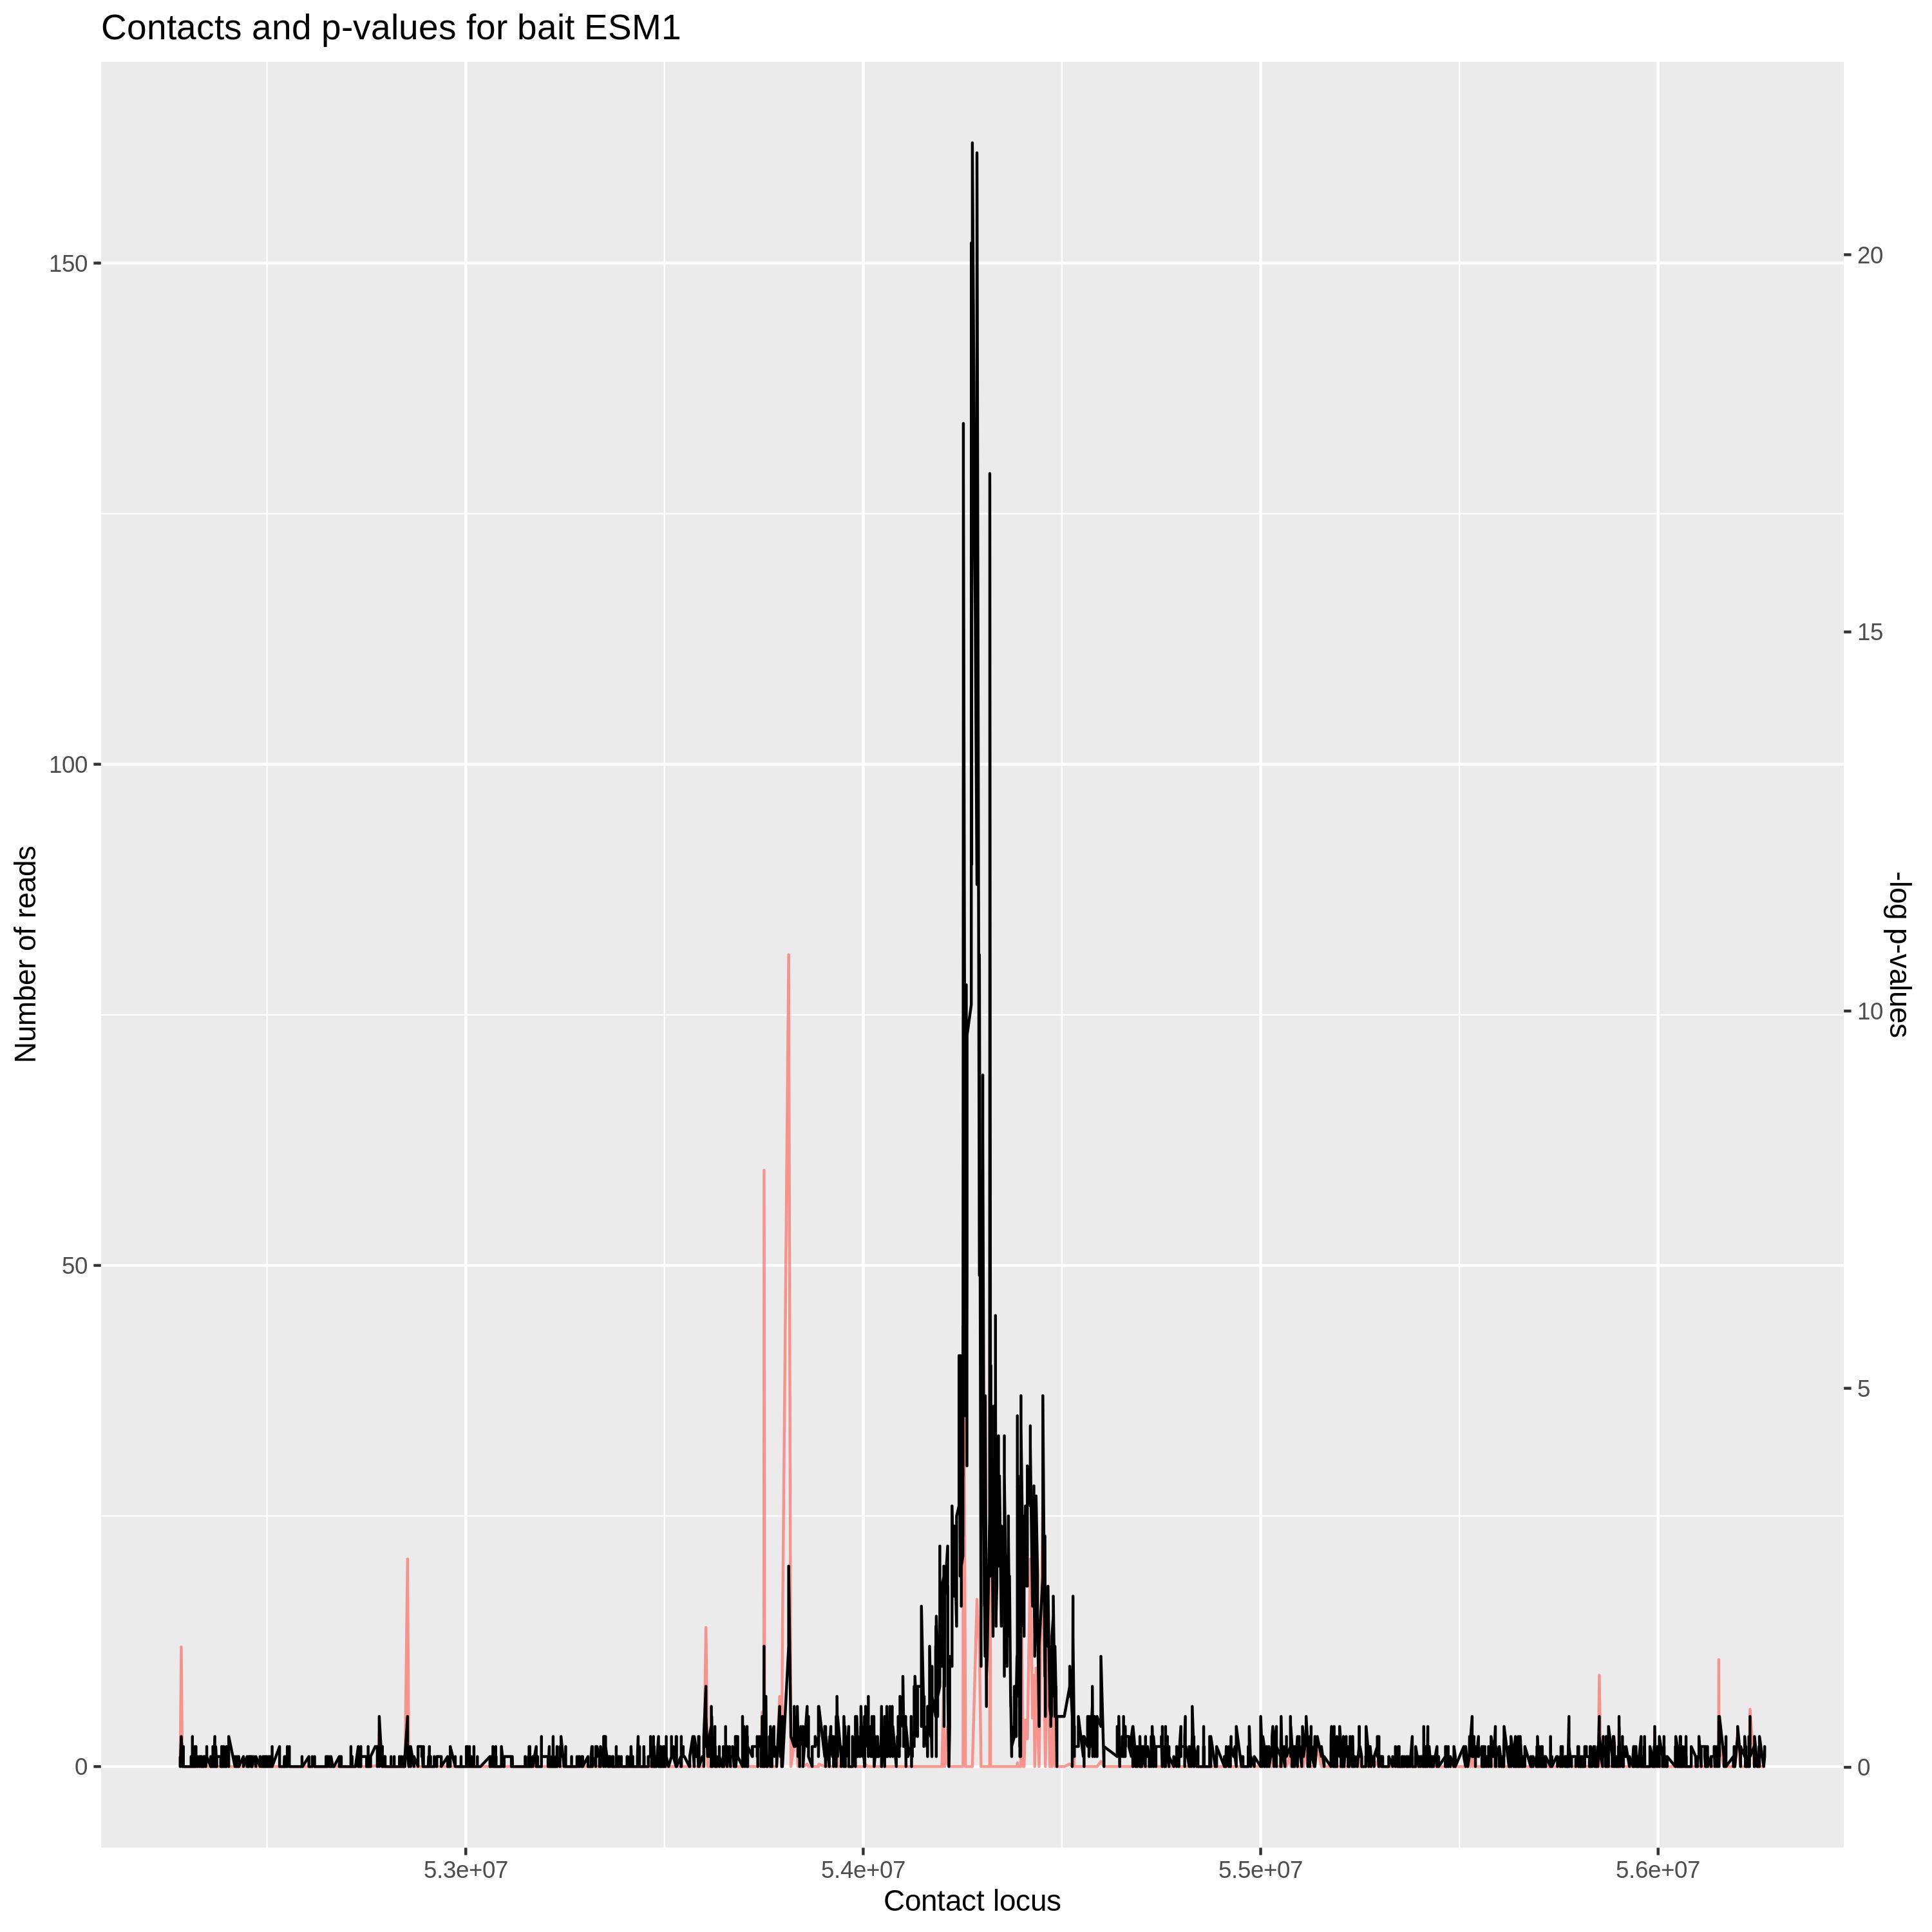 Contacts and p-values for bait ESM1
Number of reads
150
100
50
0
20
15
10
5
0
-log p-values
5.3e+07
5.4e+07
5.5e+07
5.6e+07
Contact locus